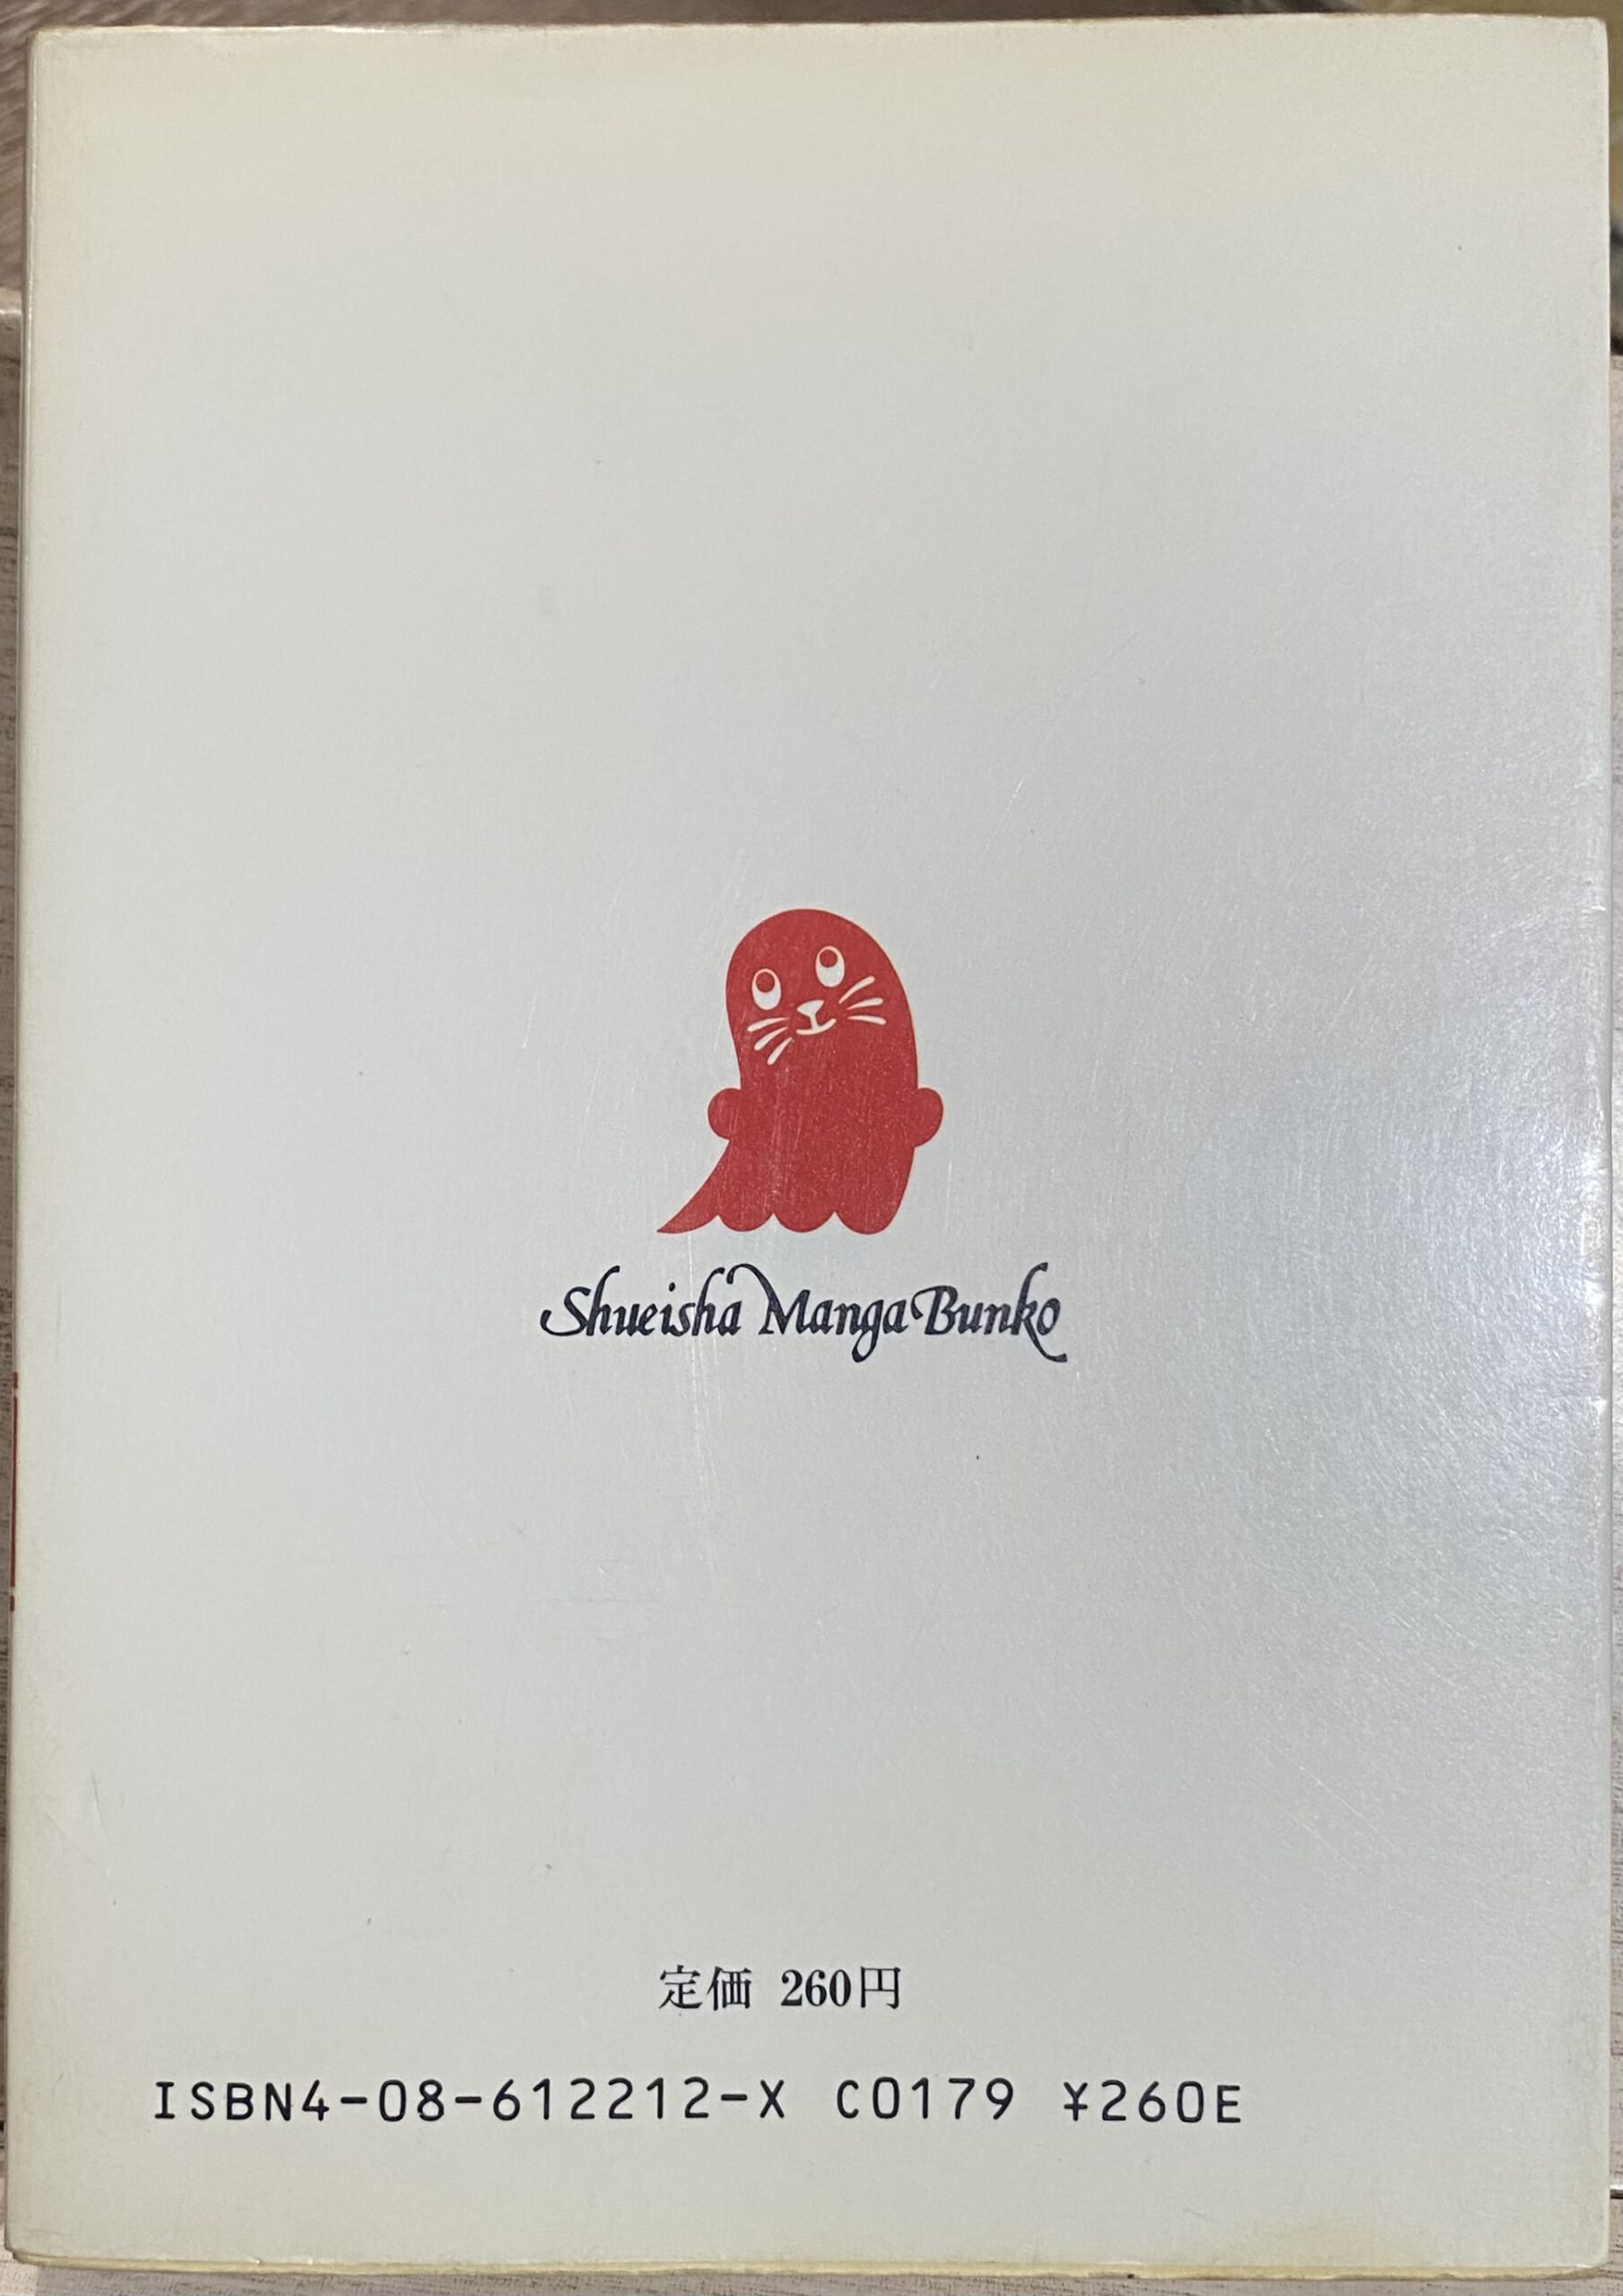 Shueisha Manga Bunko
定価 260円
ISBN4-08-612212-X C0179 ¥260E